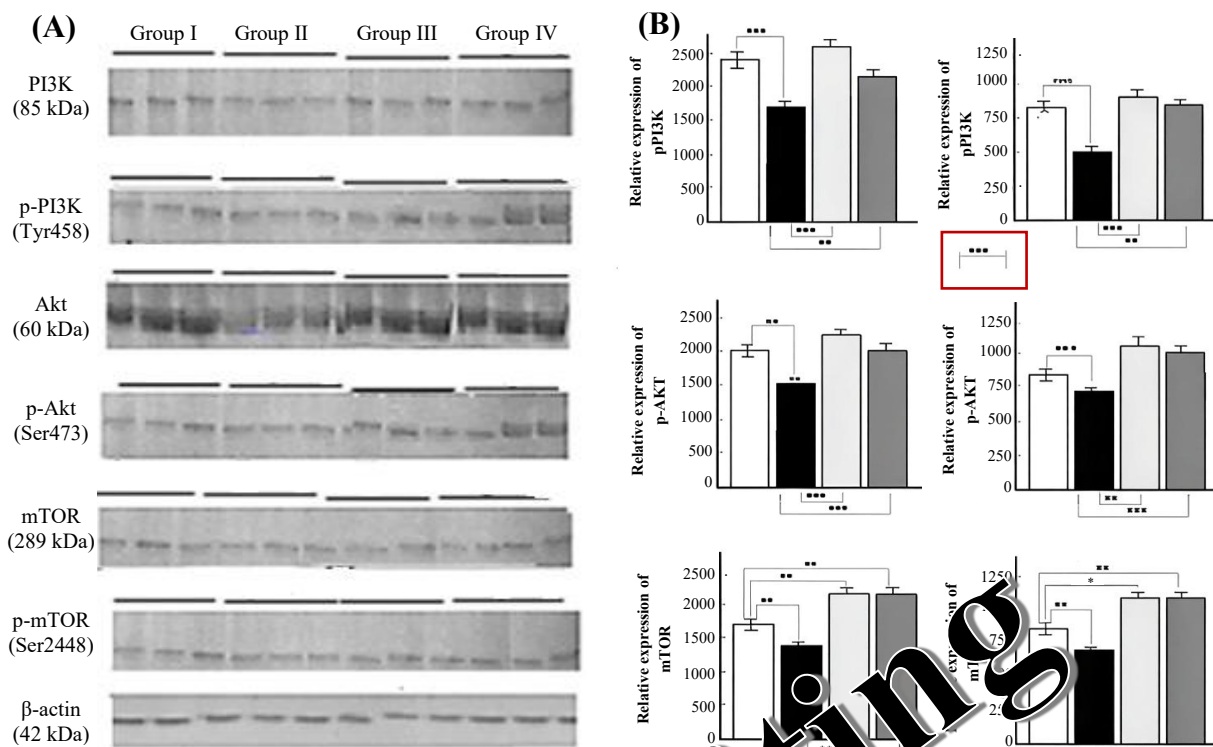 (A)
Group I Group II Group III Group IV
PI3K
(85 kDa)
p-PI3K
(Tyr458)
Akt
(60 kDa)
p-Akt
(Ser473)
mTOR
(289 kDa)
p-mTOR
(Ser2448)
β-actin
(42 kDa)
(B)
Relative expression of
pPI3K
2500
2000
1500
1000
500
0
***
***
**
Relative expression of
pPI3K
1250
1000
750
500
250
0
***
**
***
Relative expression of
p-AKT
2500
2000
1500
1000
500
0
**
**
***
***
Relative expression of
p-AKT
1250
1000
750
500
250
0
***
**
***
Relative expression of
mTOR
2500
2000
1500
1000
500
0
**
**
**
1250
**
*
**
0